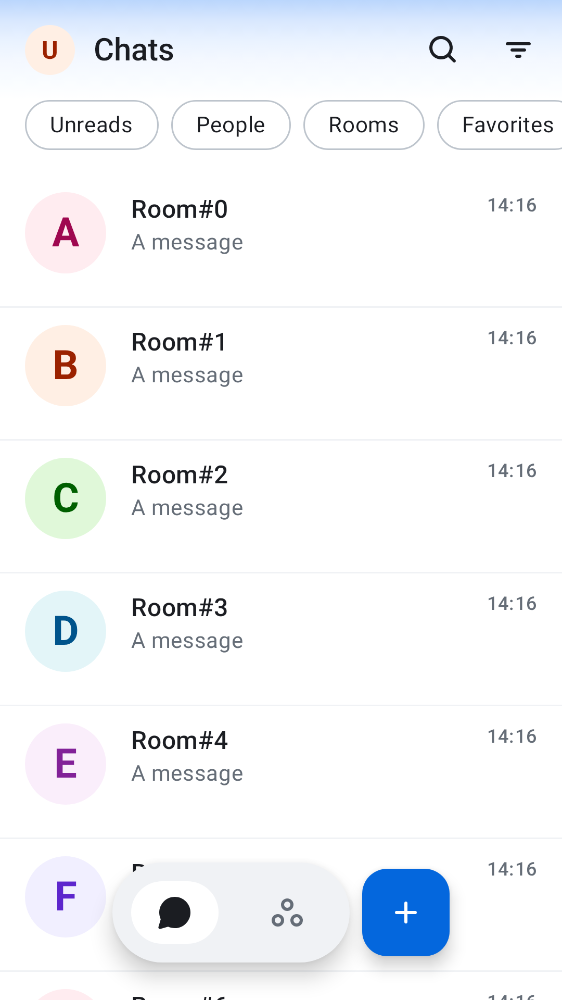 U Chats
Unreads People Rooms Favorites
A Room#0 14:16
A message
B Room#1 14:16
A message
C Room#2 14:16
A message
D Room#3 14:16
A message
E Room#4 14:16
A message
F 14:16